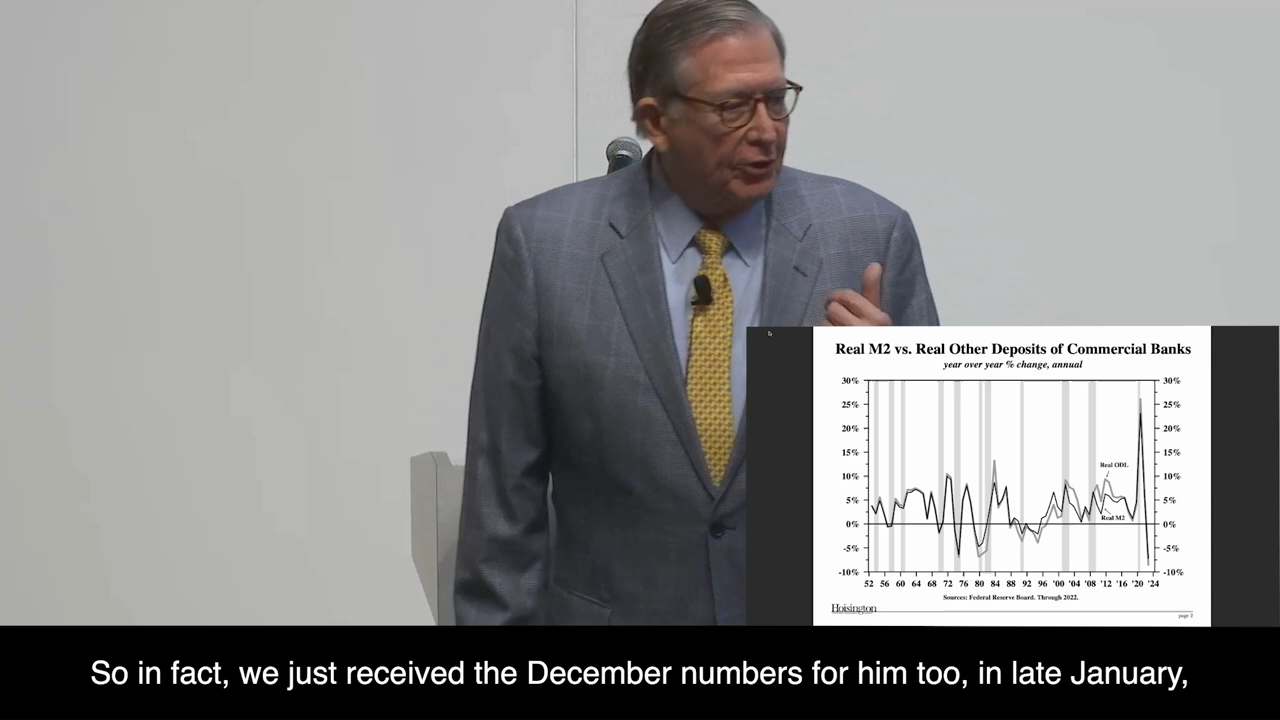 Real M2 vs. Real Other Deposits of Commercial Banks
year over year % change, annual
30% 30%
25% 25%
20% 20%
15% 15%
10% 10%
5% 5%
0% 0%
-5% -5%
-10% -10%
Real ODL
Real M2
52 56 60 64 68 72 76 80 84 88 92 96 '00 '04 '08 '12 '16 '20 '24
Sources: Federal Reserve Board. Through 2022.
Hoisington
page 2
So in fact, we just received the December numbers for him too, in late January,